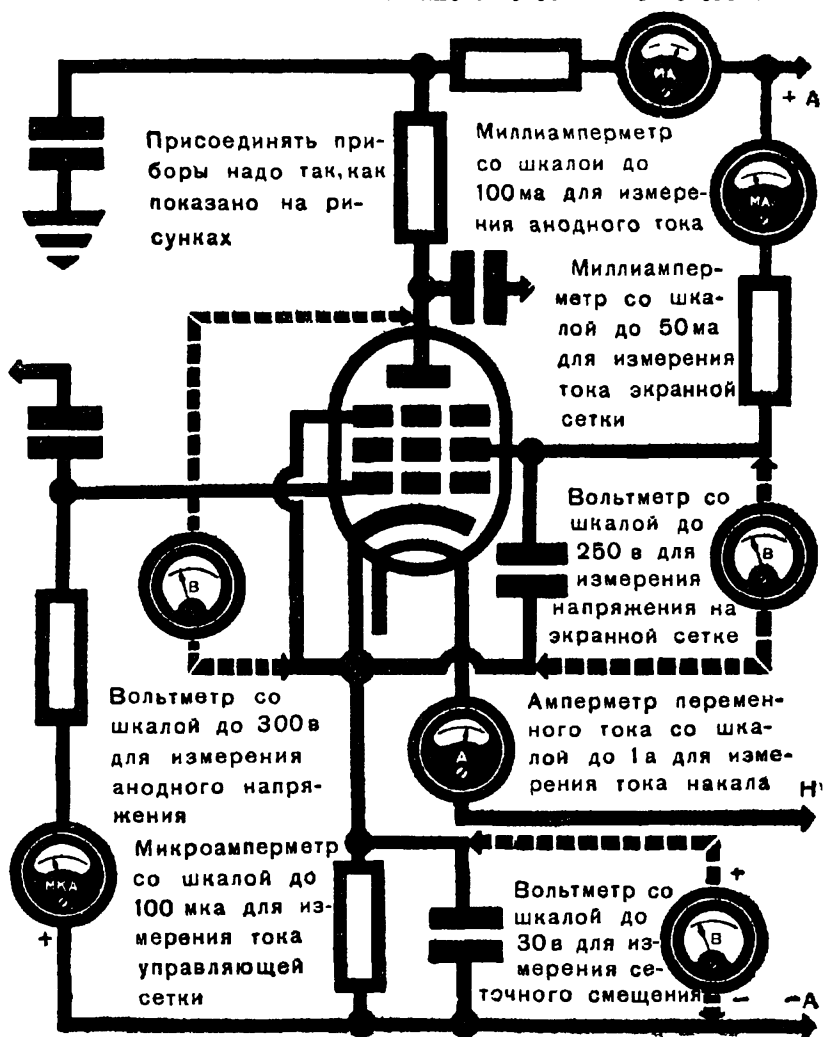 МА
+ А
Присоединять при-
боры надо так, как
показано на ри-
сунках
Миллиамперметр
со шкалой до
100 ма для измере-
ния анодного тока
МА
Миллиампер-
метр со шка-
лой до 50 ма
для измерения
тока экранной
сетки
Вольтметр со
шкалой до
250 в для
измерения
напряжения на
экранной сетке
В
В
Вольтметр со
шкалой до 300 в
для измерения
анодного напря-
жения
Амперметр перемен-
ного тока со шка-
лой до 1 а для изме-
рения тока накала
А
Н
Микроамперметр
со шкалой до
100 мка для из-
мерения тока
управляющей
сетки
МКА
+
Вольтметр со
шкалой до
30 в для из-
мерения се-
точного смещения
+
В
-
-А